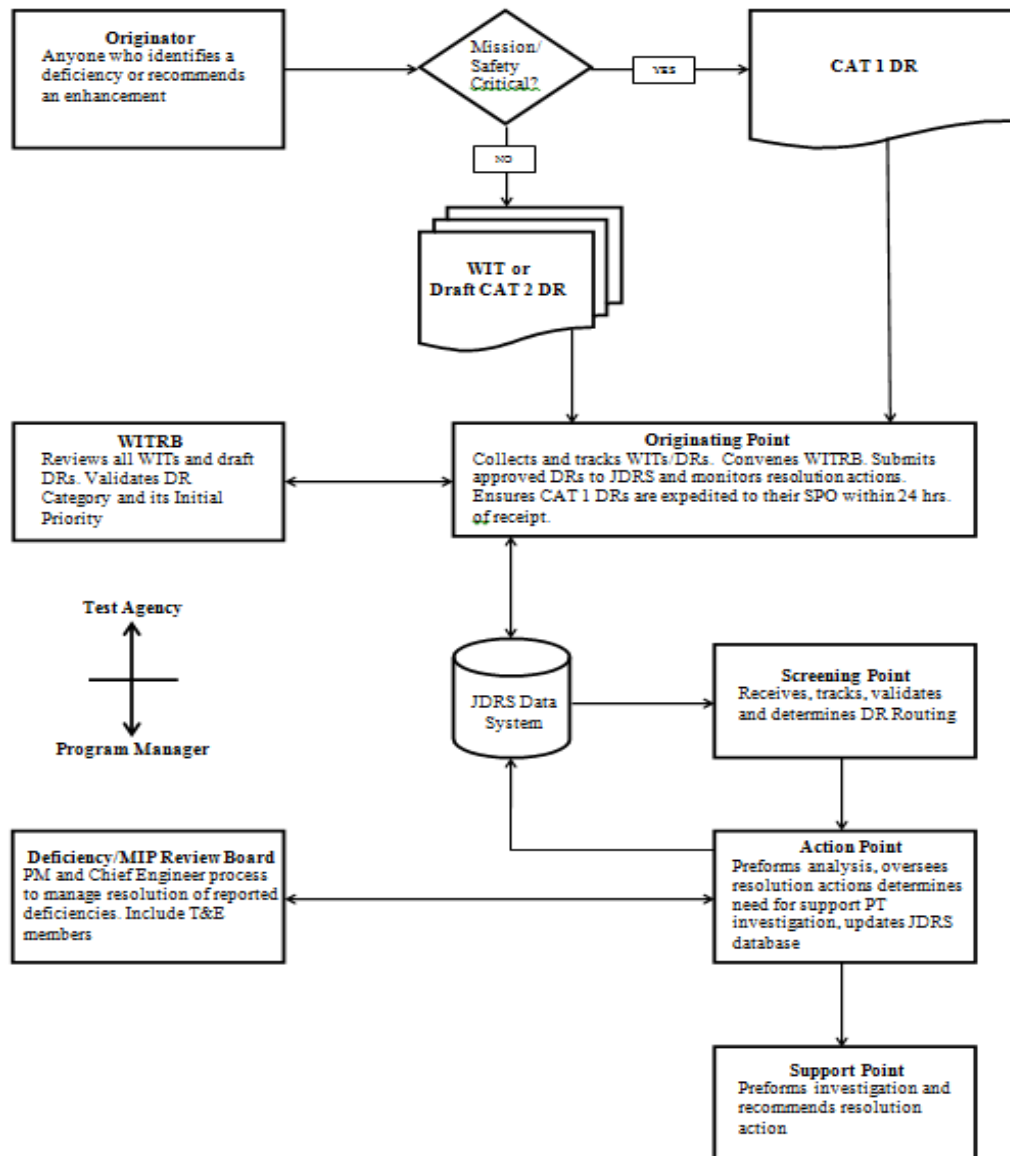 Originator
Anyone who identifies a
deficiency or recommends
an enhancement
Mission/
Safety
Critical?
YES
CAT 1 DR
NO
WIT or
Draft CAT 2 DR
WITRB
Reviews all WITs and draft
DRs. Validates DR
Category and its Initial
Priority
Originating Point
Collects and tracks WITs/DRs. Convenes WITRB. Submits
approved DRs to JDRS and monitors resolution actions.
Ensures CAT 1 DRs are expedited to their SPO within 24 hrs.
of receipt.
Test Agency
Program Manager
JDRS Data
System
Screening Point
Receives, tracks, validates
and determines DR Routing
Deficiency/MIP Review Board
PM and Chief Engineer process
to manage resolution of reported
deficiencies. Include T&E
members
Action Point
Preforms analysis, oversees
resolution actions determines
need for support PT
investigation, updates JDRS
database
Support Point
Preforms investigation and
recommends resolution
action